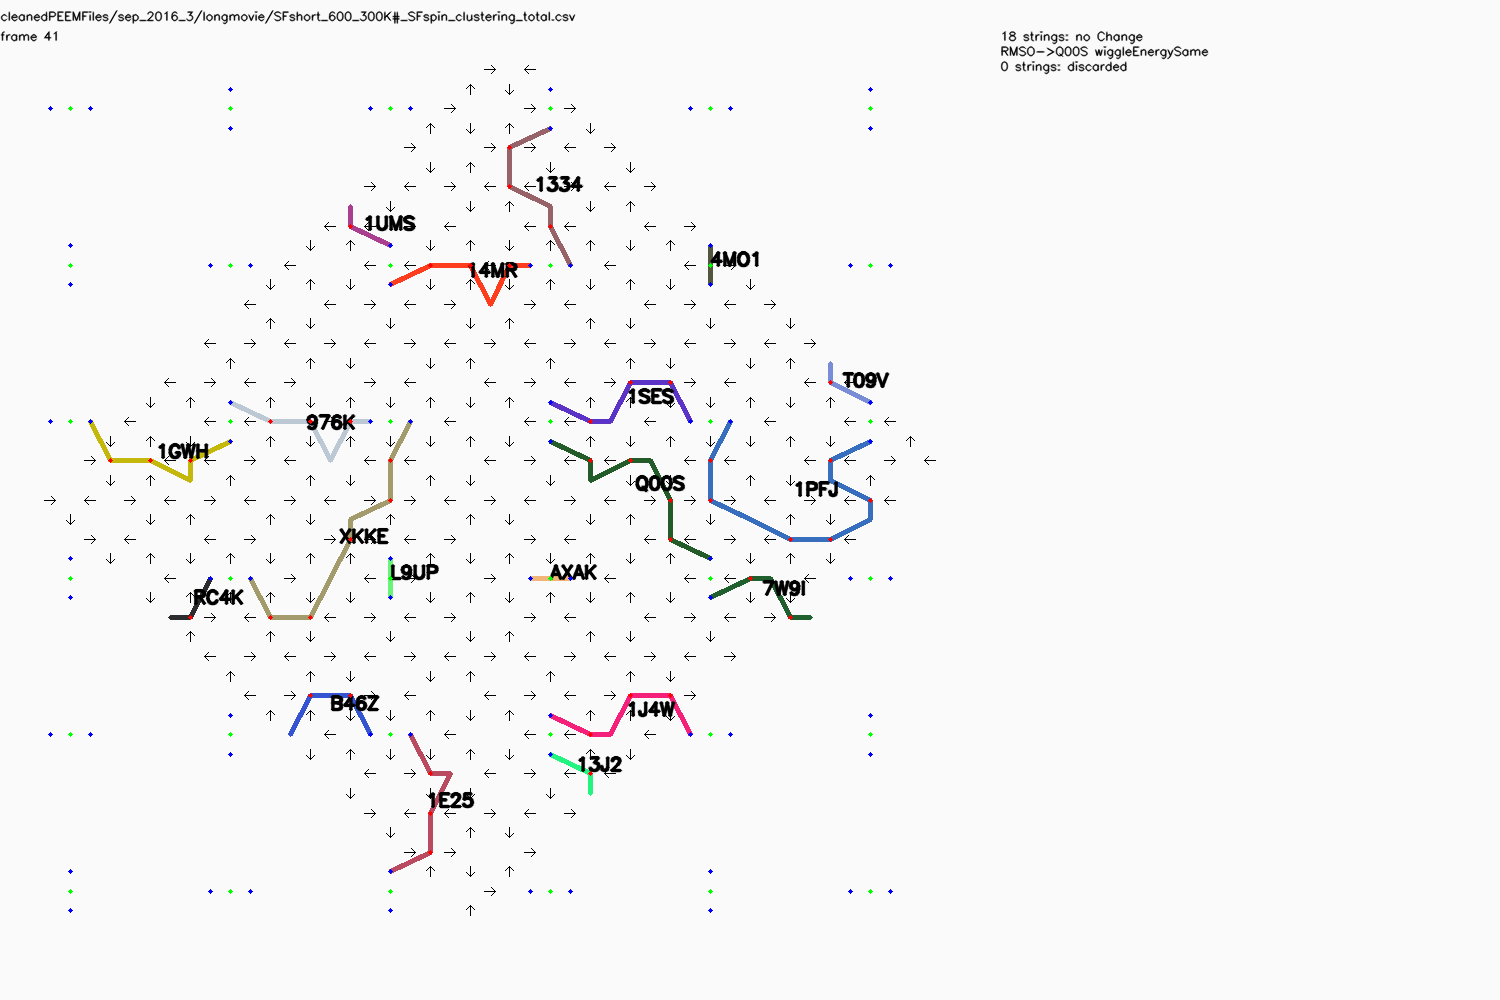 cleanedPEEMFiles/sep_2016_3/longmovie/SFshort_600_300K#_SFspin_clustering_total.csv
frame 41
18 strings: no Change
RMSO->Q00S wiggleEnergySame
0 strings: discarded
1334
1UMS
14MR
4MO1
T09V
1SES
976K
1GWH
Q00S
1PFJ
XKKE
L9UP
AXAK
RC4K
7W9I
B46Z
1J4W
13J2
1E25